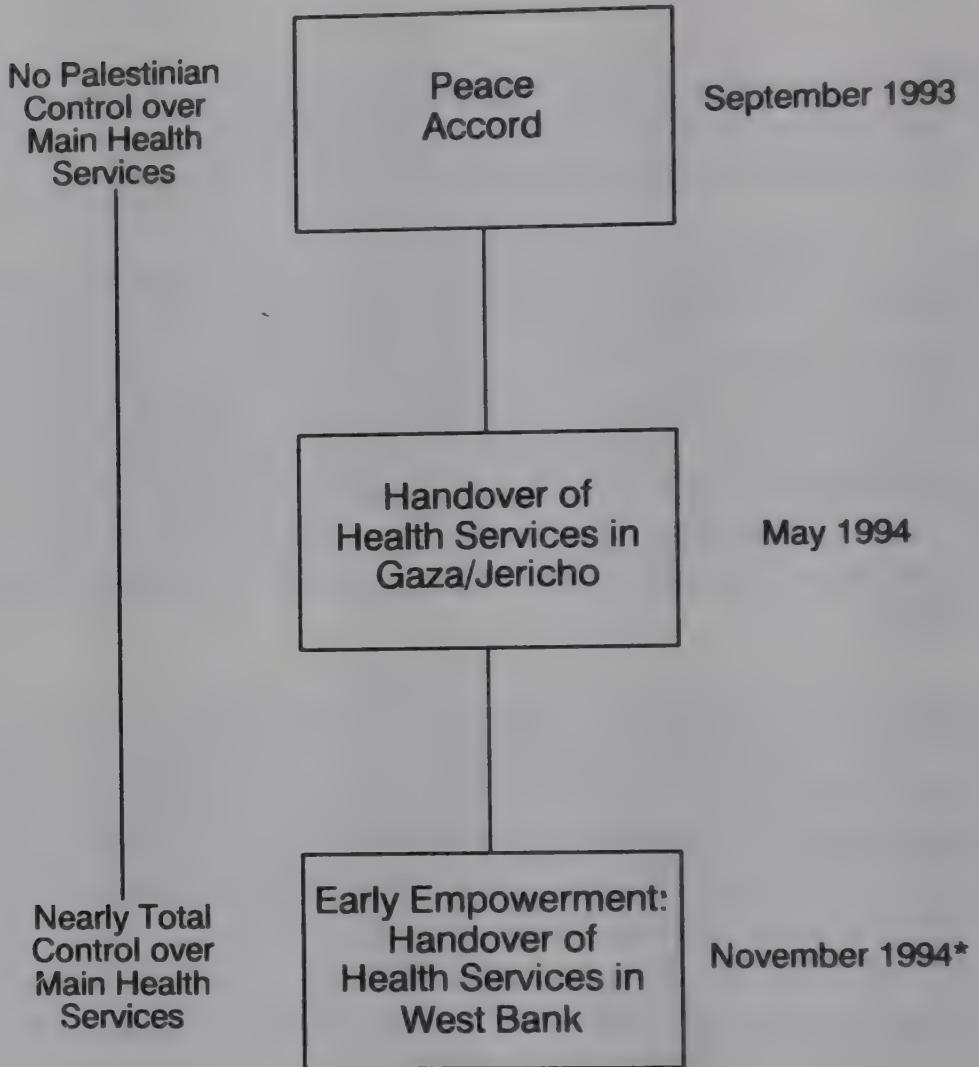 No Palestinian
Control over
Main Health
Services
Peace
Accord
September 1993
Handover of
Health Services in
Gaza/Jericho
May 1994
Nearly Total
Control over
Main Health
Services
Early Empowerment:
Handover of
Health Services in
West Bank
November 1994*